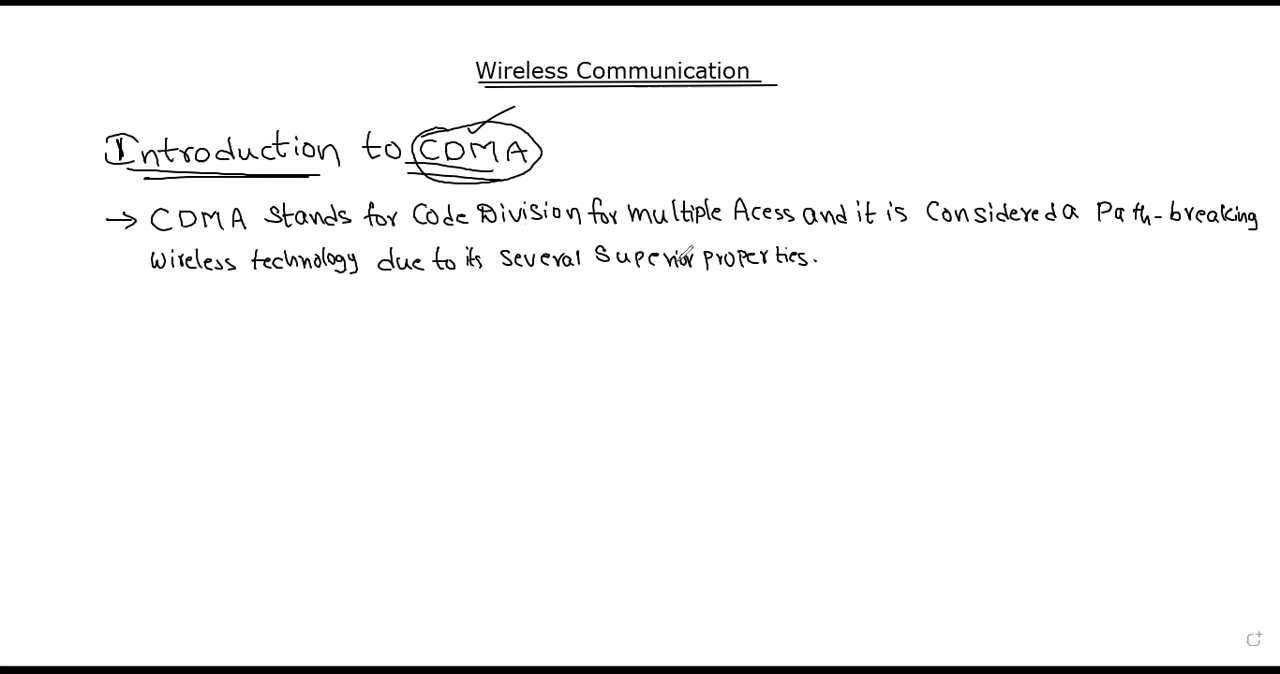 Wireless Communication
Introduction to CDMA
→ CDMA Stands for Code Division for multiple Acess and it is Considered a Path-breaking
Wireless technology due to its Several Superior properties.